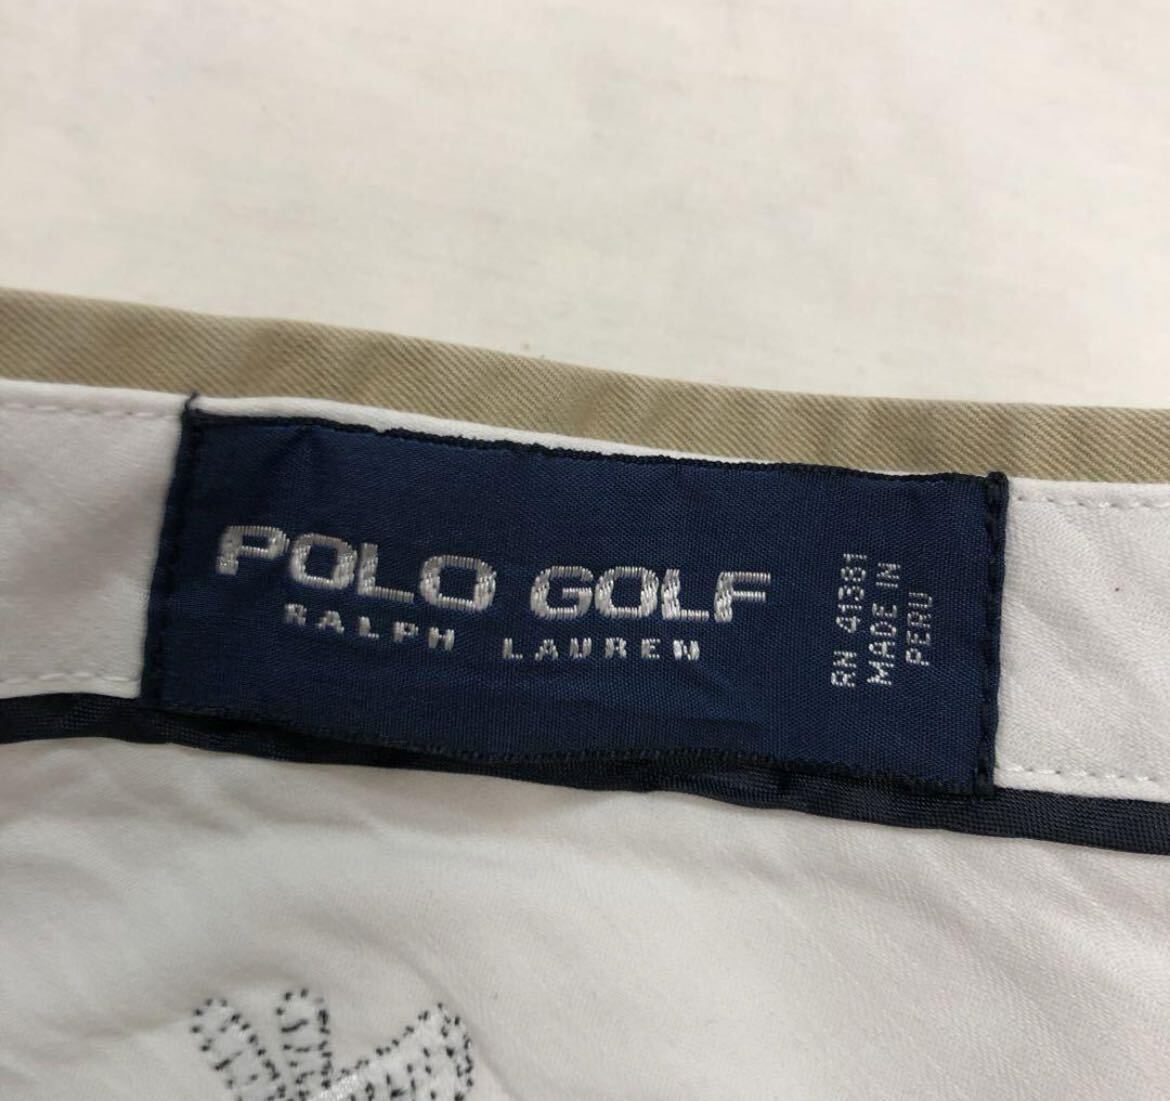 POLO GOLF
RALPH LAUREN
RN 41381
MADE IN
PERU